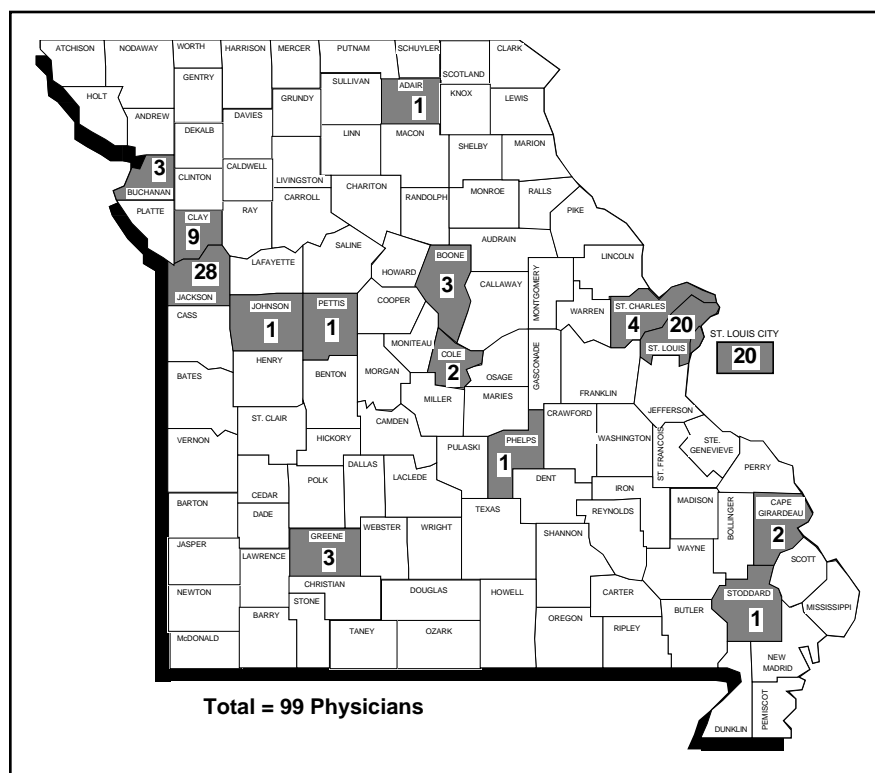 ATCHISON
NODAWAY
WORTH
HARRISON
MERCER
PUTNAM
SCHUYLER
CLARK
SCOTLAND
HOLT
GENTRY
SULLIVAN
ADAIR
1
KNOX
LEWIS
ANDREW
DAVIES
GRUNDY
DEKALB
LINN
MACON
SHELBY
MARION
3
BUCHANAN
CLINTON
CALDWELL
LIVINGSTON
CHARITON
RANDOLPH
MONROE
RALLS
PLATTE
CLAY
9
RAY
CARROLL
PIKE
AUDRAIN
28
JACKSON
LAFAYETTE
SALINE
HOWARD
BOONE
3
CALLAWAY
MONTGOMERY
LINCOLN
WARREN
ST. CHARLES
4
20
ST. LOUIS
ST. LOUIS CITY
20
CASS
JOHNSON
1
PETTIS
1
COOPER
MONITEAU
COLE
2
OSAGE
GASCONADE
FRANKLIN
JEFFERSON
HENRY
BENTON
MORGAN
MILLER
MARIES
BATES
ST. CLAIR
CAMDEN
CRAWFORD
WASHINGTON
ST. FRANCOIS
STE.
GENEVIEVE
VERNON
HICKORY
PULASKI
PHELPS
1
DENT
IRON
PERRY
CEDAR
POLK
DALLAS
LACLEDE
TEXAS
REYNOLDS
MADISON
BOLLINGER
CAPE
GIRARDEAU
2
BARTON
DADE
GREENE
3
WEBSTER
WRIGHT
SHANNON
WAYNE
SCOTT
JASPER
LAWRENCE
CHRISTIAN
DOUGLAS
HOWELL
CARTER
BUTLER
STODDARD
1
MISSISSIPPI
NEWTON
STONE
BARRY
TANEY
OZARK
OREGON
RIPLEY
McDONALD
NEW
MADRID
PEMISCOT
DUNKLIN
Total = 99 Physicians